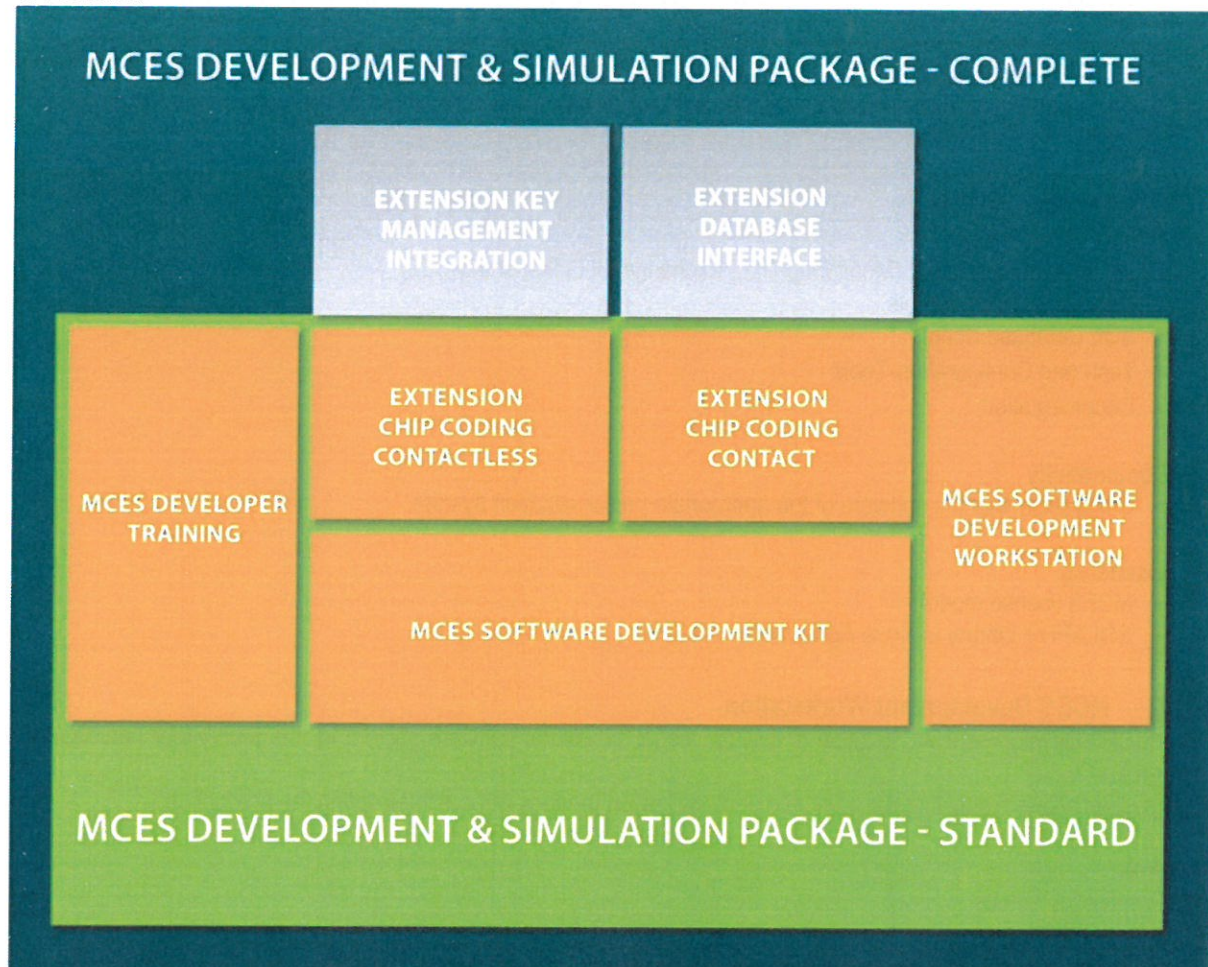 MCES DEVELOPMENT & SIMULATION PACKAGE - COMPLETE
EXTENSION KEY
MANAGEMENT
INTEGRATION
EXTENSION
DATABASE
INTERFACE
MCES DEVELOPER
TRAINING
EXTENSION
CHIP CODING
CONTACTLESS
EXTENSION
CHIP CODING
CONTACT
MCES SOFTWARE
DEVELOPMENT
WORKSTATION
MCES SOFTWARE DEVELOPMENT KIT
MCES DEVELOPMENT & SIMULATION PACKAGE - STANDARD